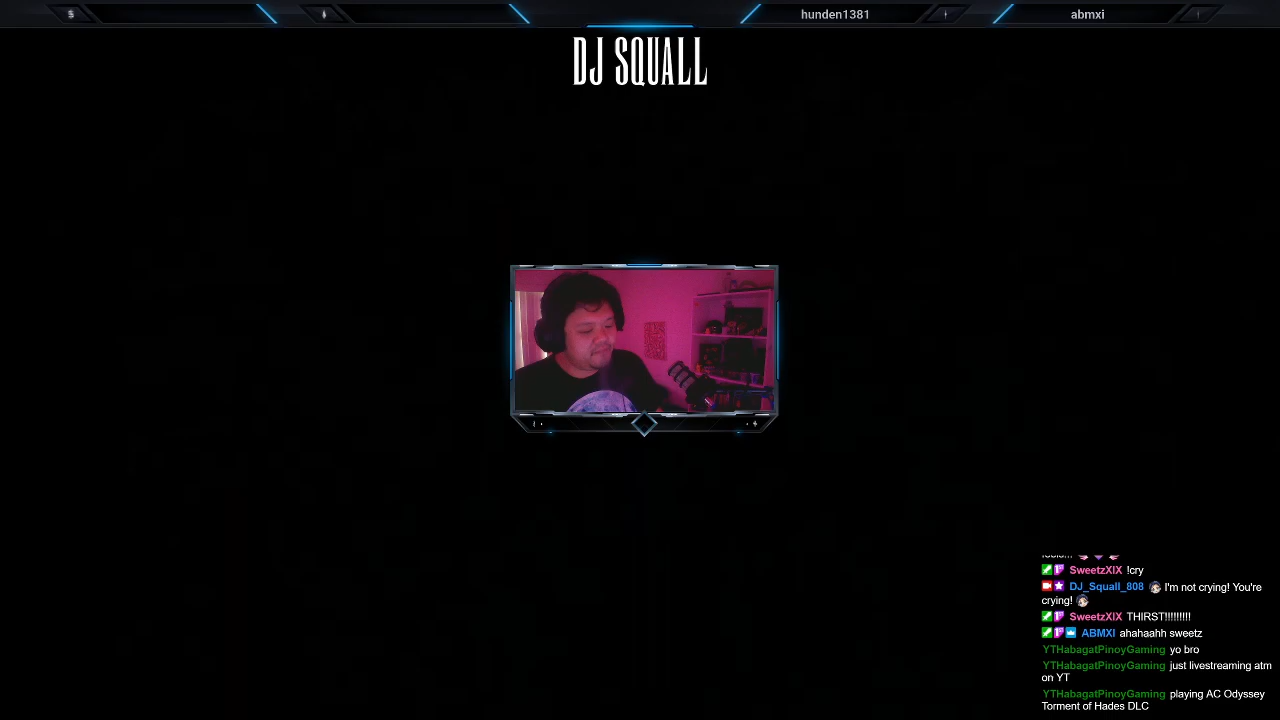 hunden1381
abmxi
DJ SQUALL
SweetzXIX !cry
DJ_Squall_808 I'm not crying! You're
crying!
SweetzXIX THIRST!!!!!!!!!
ABMXI ahahaahh sweetz
YTHabagatPinoyGaming yo bro
YTHabagatPinoyGaming just livestreaming atm
on YT
YTHabagatPinoyGaming playing AC Odyssey
Torment of Hades DLC